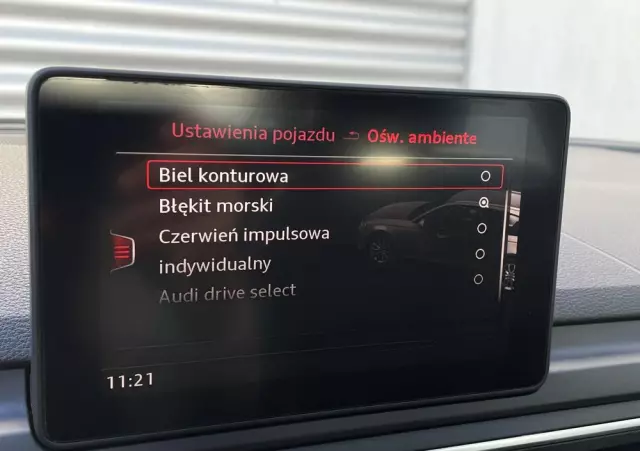 Ustawienia pojazdu Ośw. ambiente
Biel konturowa
Błękit morski
Czerwień impulsowa
indywidualny
Audi drive select
11:21